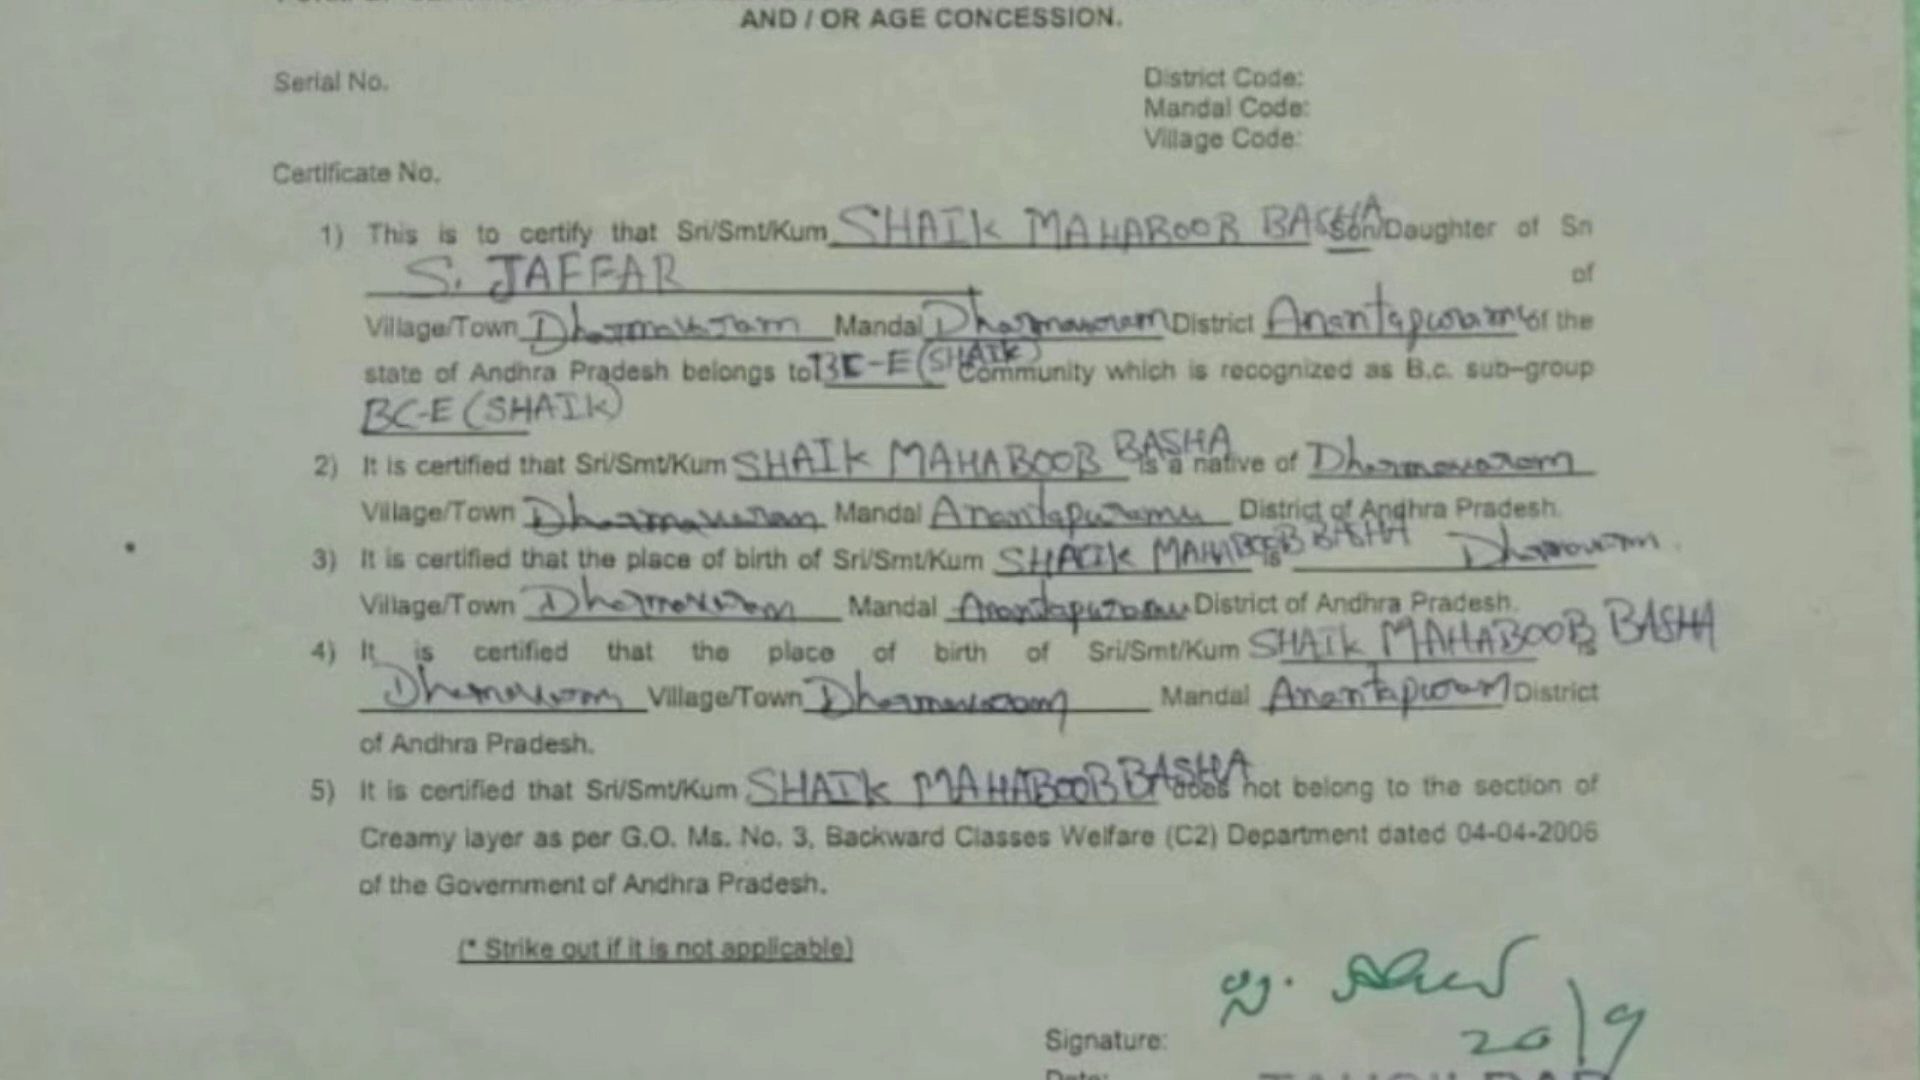 AND / OR AGE CONCESSION.
Serial No.
District Code:
Mandal Code:
Village Code:
Certificate No.
1) This is to certify that Sri/Smt/Kum SHAIK MAHABOOB BASHA Son/Daughter of Sri
S. JAFFAR of
Village/Town Dharmavaram Mandal Dharmavaram District Anantapuramu of the
state of Andhra Pradesh belongs to BC-E (SHAIK) Community which is recognized as B.c. sub-group
BC-E (SHAIK)
2) It is certified that Sri/Smt/Kum SHAIK MAHABOOB BASHA is a native of Dharmavaram
Village/Town Dharmavaram Mandal Anantapuramu District of Andhra Pradesh.
3) It is certified that the place of birth of Sri/Smt/Kum SHAIK MAHABOOB BASHA is Dharmavaram
Village/Town Dharmavaram Mandal Anantapuramu District of Andhra Pradesh.
4) It is certified that the place of birth of Sri/Smt/Kum SHAIK MAHABOOB BASHA is
Dharmavaram Village/Town Dharmavaram Mandal Anantapuram District
of Andhra Pradesh.
5) It is certified that Sri/Smt/Kum SHAIK MAHABOOB BASHA does not belong to the section of
Creamy layer as per G.O. Ms. No. 3, Backward Classes Welfare (C2) Department dated 04-04-2006
of the Government of Andhra Pradesh.
(* Strike out if it is not applicable)
Signature:
20/9
Date: